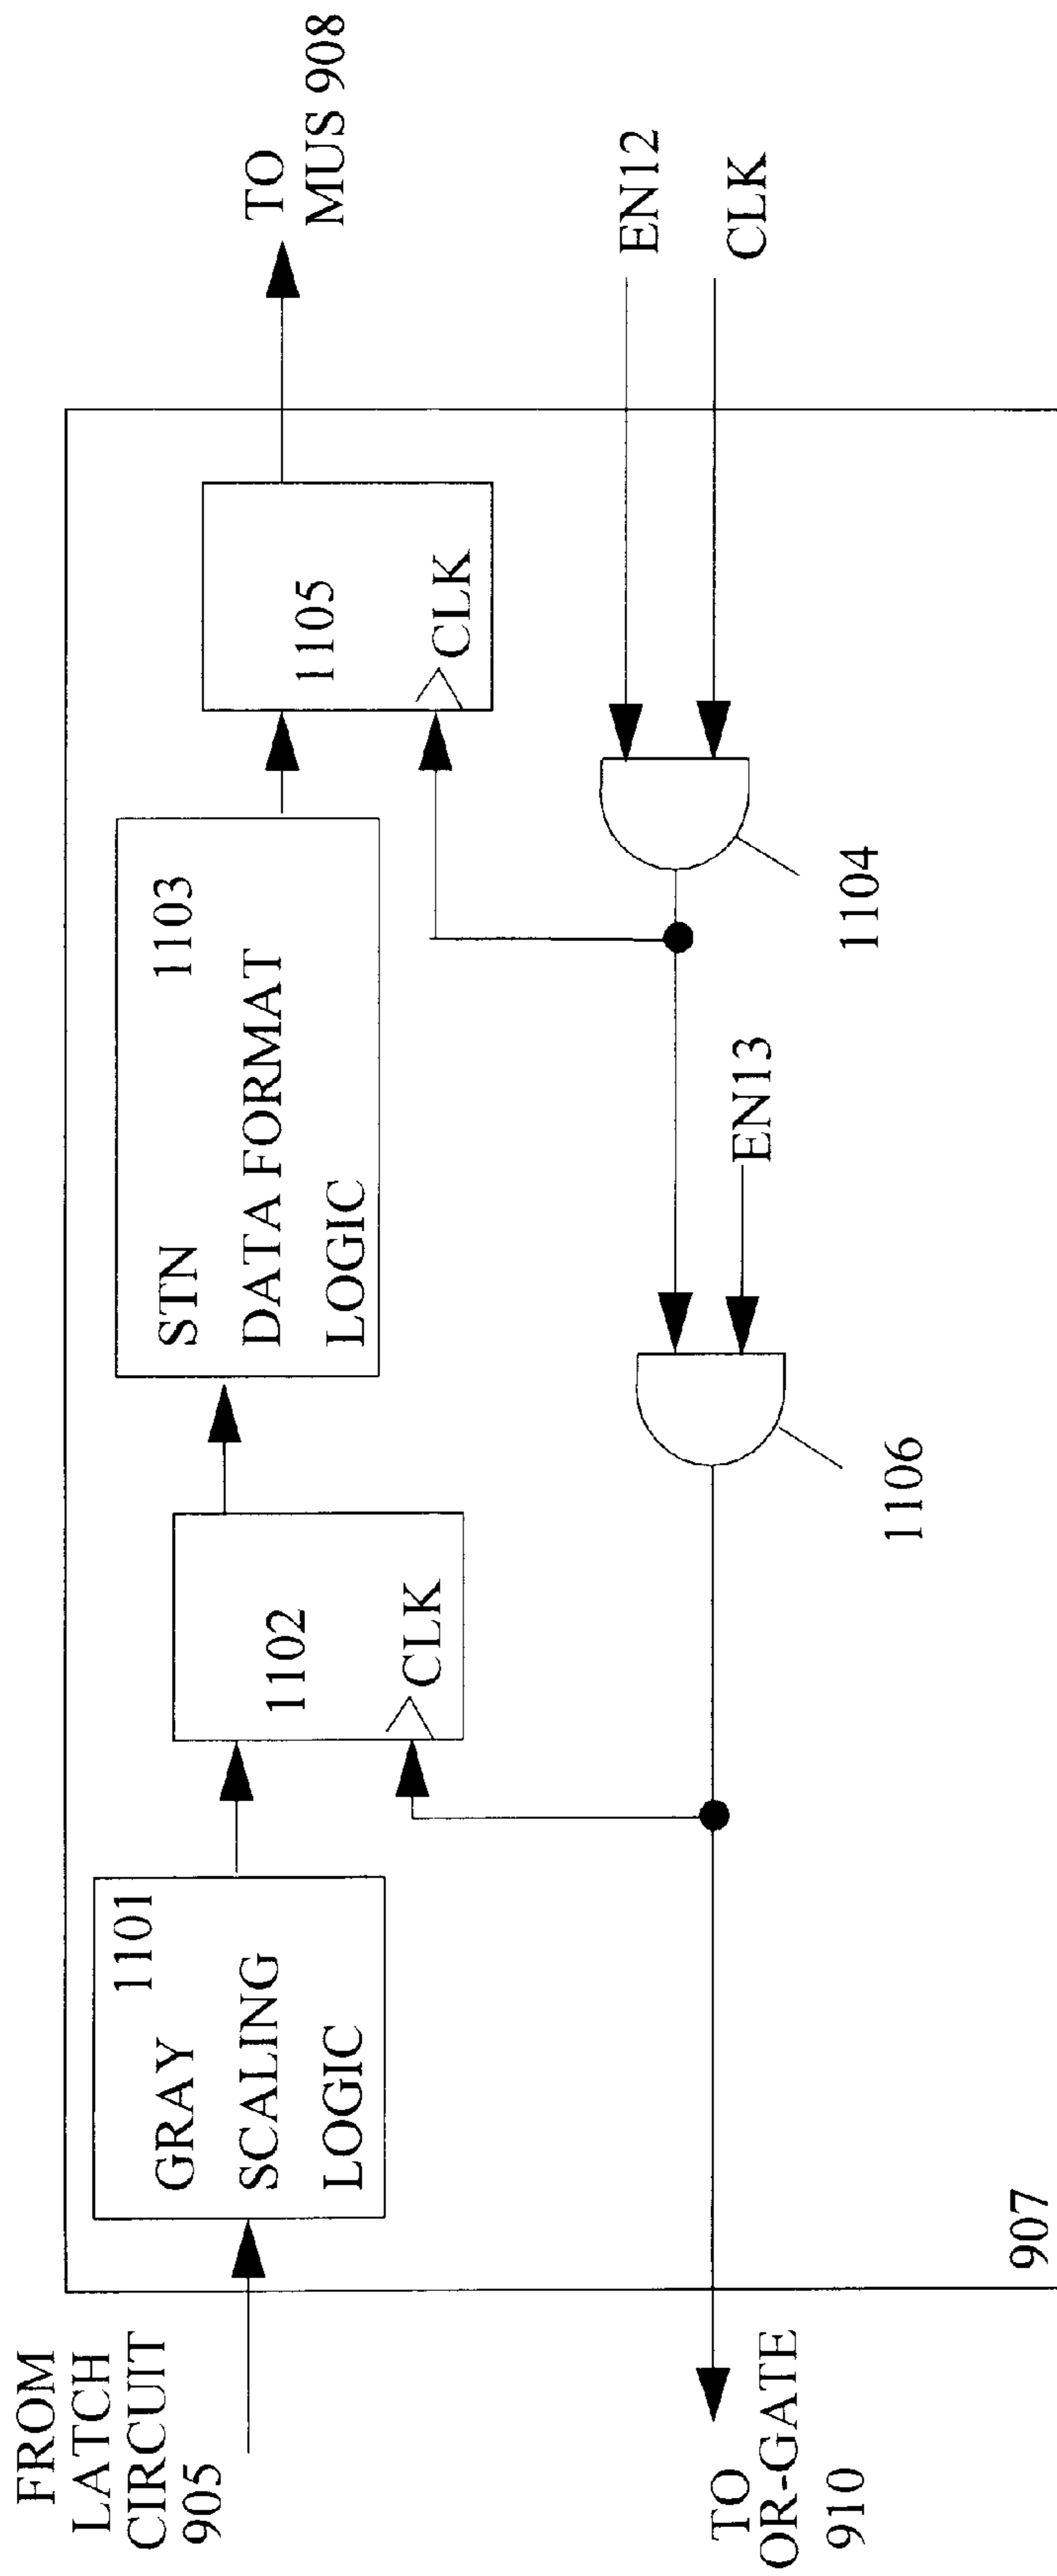 FROM
LATCH
CIRCUIT
905
GRAY
1101
SCALING
LOGIC
1102
CLK
STN
1103
DATA FORMAT
LOGIC
1105
CLK
TO
MUS 908
EN12
CLK
1104
EN13
1106
TO
OR-GATE
910
907